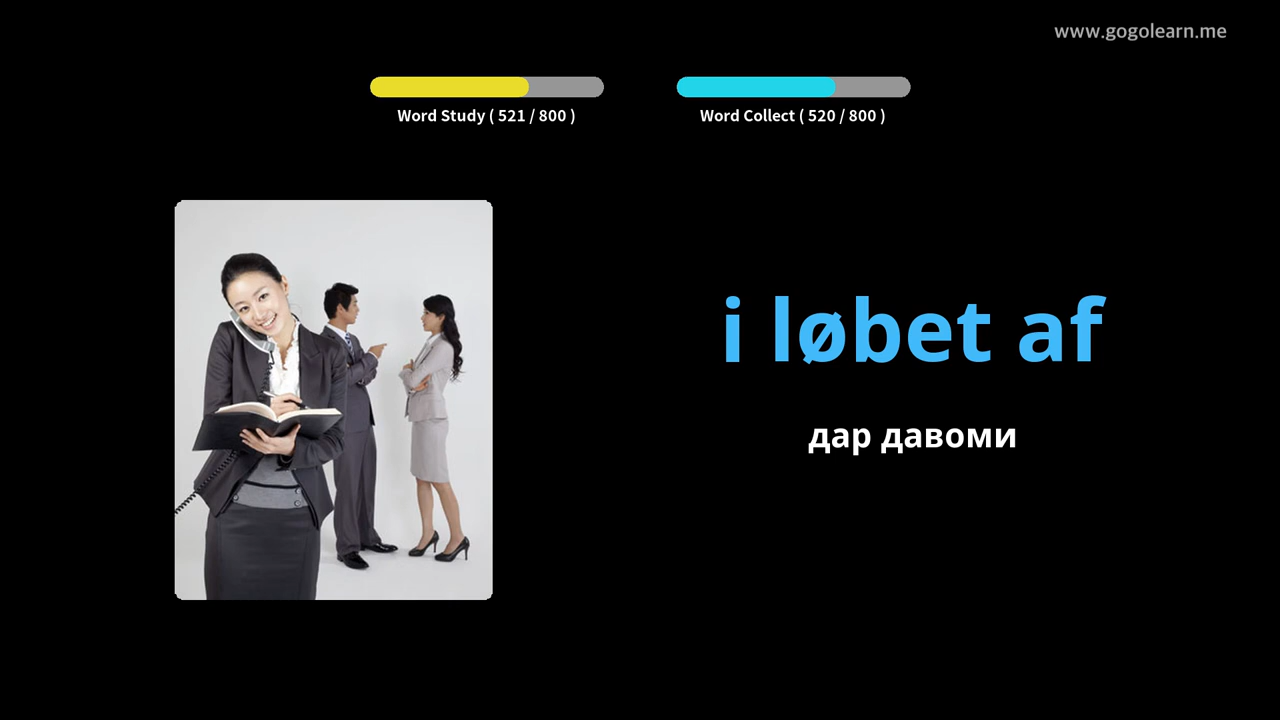 www.gogolearn.me
Word Study ( 521 / 800 )
Word Collect ( 520 / 800 )
i løbet af
дар давоми